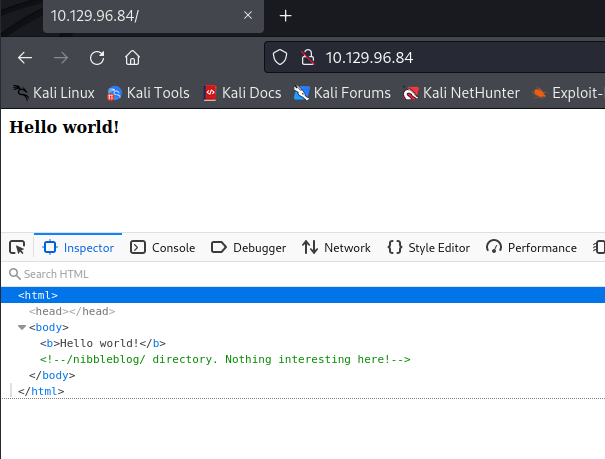 10.129.96.84/
10.129.96.84
Kali Linux Kali Tools Kali Docs Kali Forums Kali NetHunter Exploit-
Hello world!
Inspector Console Debugger Network Style Editor Performance
Search HTML
<html>
<head></head>
<body>
<b>Hello world!</b>
<!--/nibbleblog/ directory. Nothing interesting here!-->
</body>
</html>